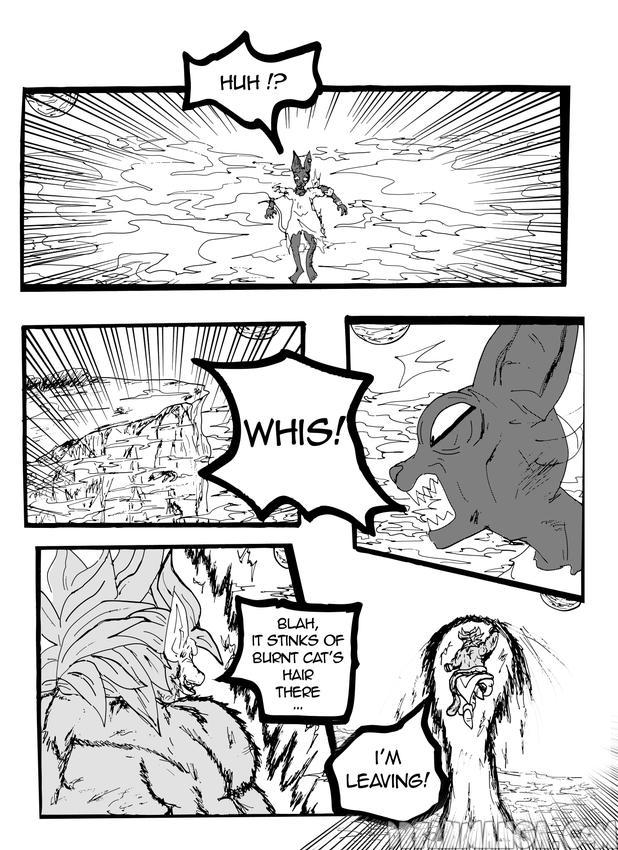 HUH !?
WHIS!
BLAH,
IT STINKS OF
BURNT CAT'S
HAIR
THERE
...
I'M
LEAVING!